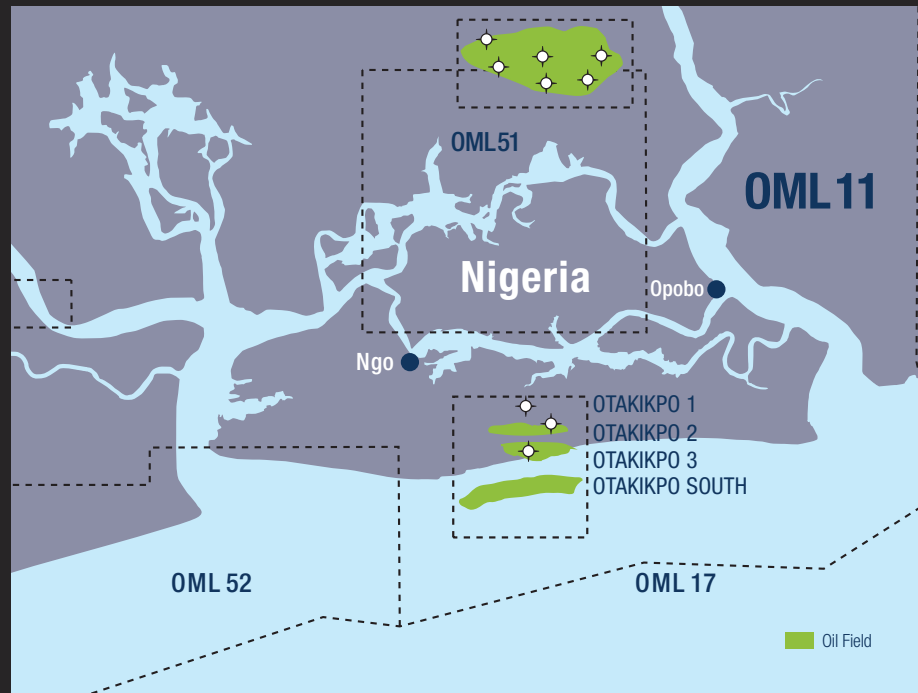 OML51
OML 11
Nigeria
Opobo
Ngo
OTAKIKPO 1
OTAKIKPO 2
OTAKIKPO 3
OTAKIKPO SOUTH
OML 52
OML 17
Oil Field